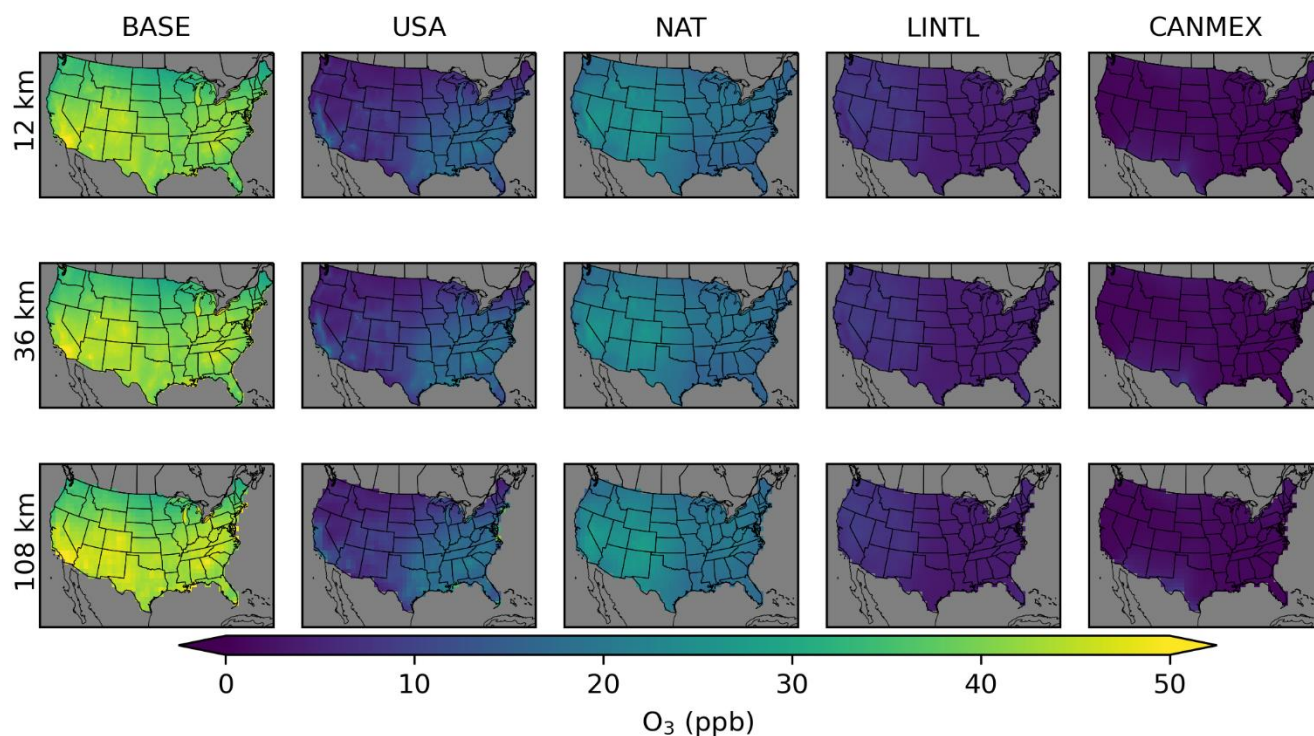 BASE USA NAT LINTL CANMEX
12 km
36 km
108 km
0 10 20 30 40 50
O₃ (ppb)